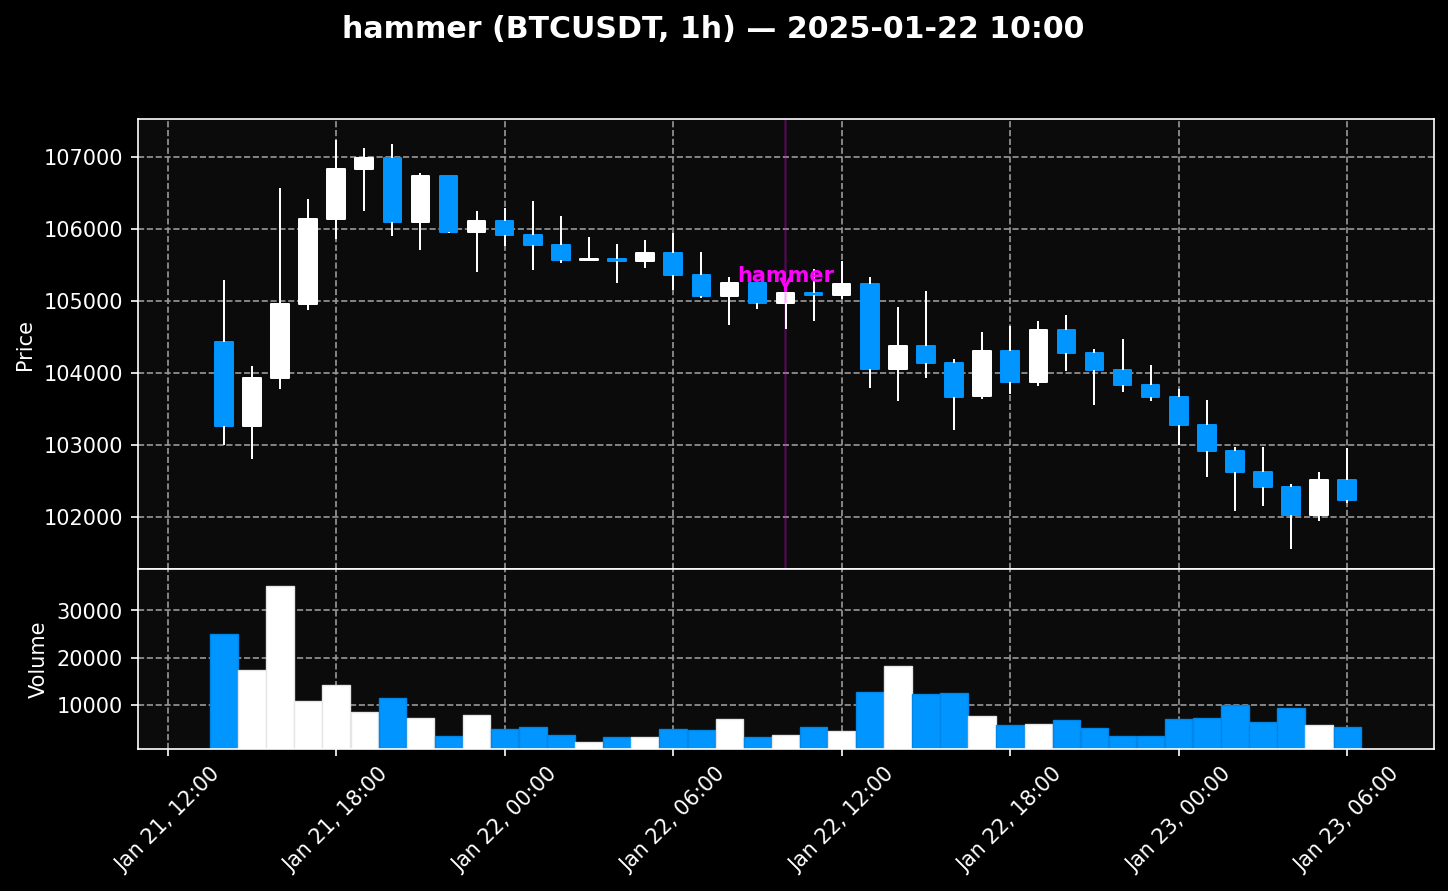 hammer (BTCUSDT, 1h) — 2025-01-22 10:00
107000
106000
105000
104000
103000
102000
Price
hammer
30000
20000
10000
Volume
Jan 21, 12:00
Jan 21, 18:00
Jan 22, 00:00
Jan 22, 06:00
Jan 22, 12:00
Jan 22, 18:00
Jan 23, 00:00
Jan 23, 06:00